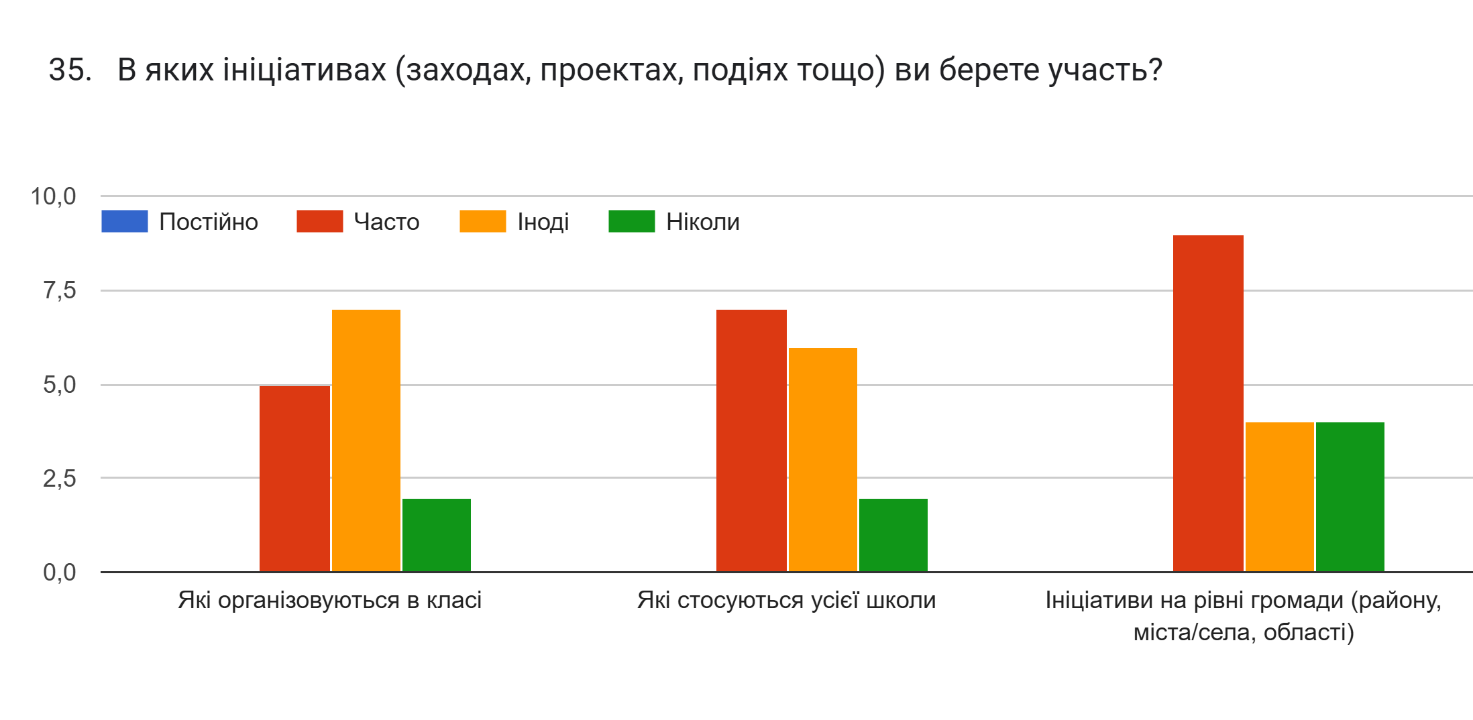 35. В яких ініціативах (заходах, проектах, подіях тощо) ви берете участь?
10,0
Постійно Часто Іноді Ніколи
7,5
5,0
2,5
0,0
Які організовуються в класі Які стосуються усієї школи Ініціативи на рівні громади (району,
міста/села, області)